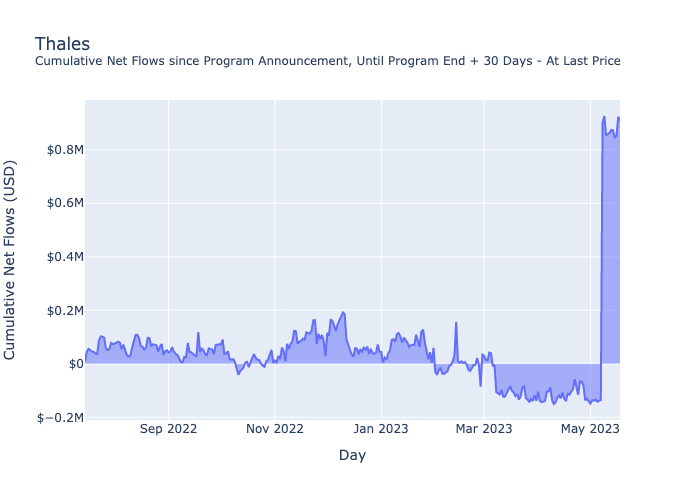 Thales
Cumulative Net Flows since Program Announcement, Until Program End + 30 Days - At Last Price
Cumulative Net Flows (USD)
$0.8M
$0.6M
$0.4M
$0.2M
$0
$−0.2M
Sep 2022
Nov 2022
Jan 2023
Mar 2023
May 2023
Day